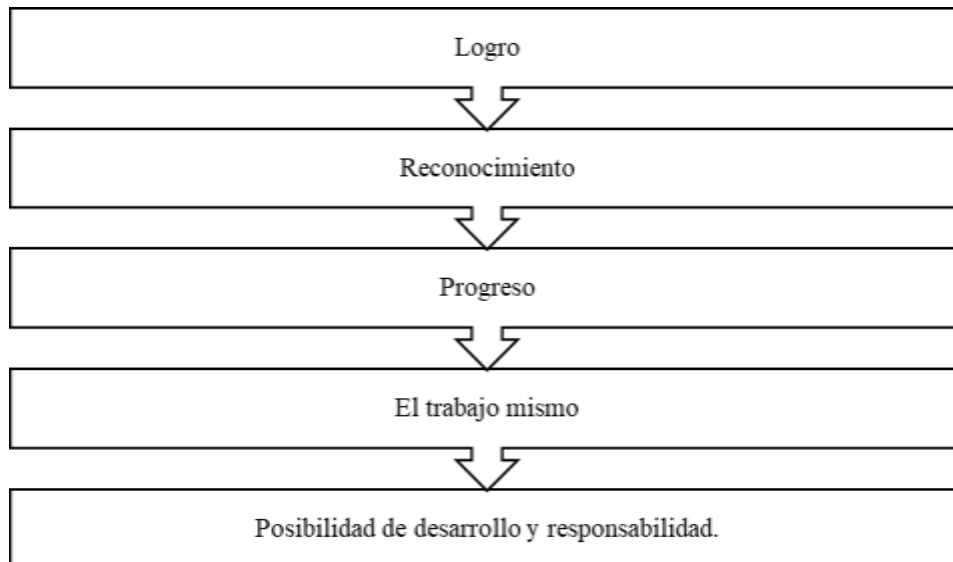 Logro
Reconocimiento
Progreso
El trabajo mismo
Posibilidad de desarrollo y responsabilidad.